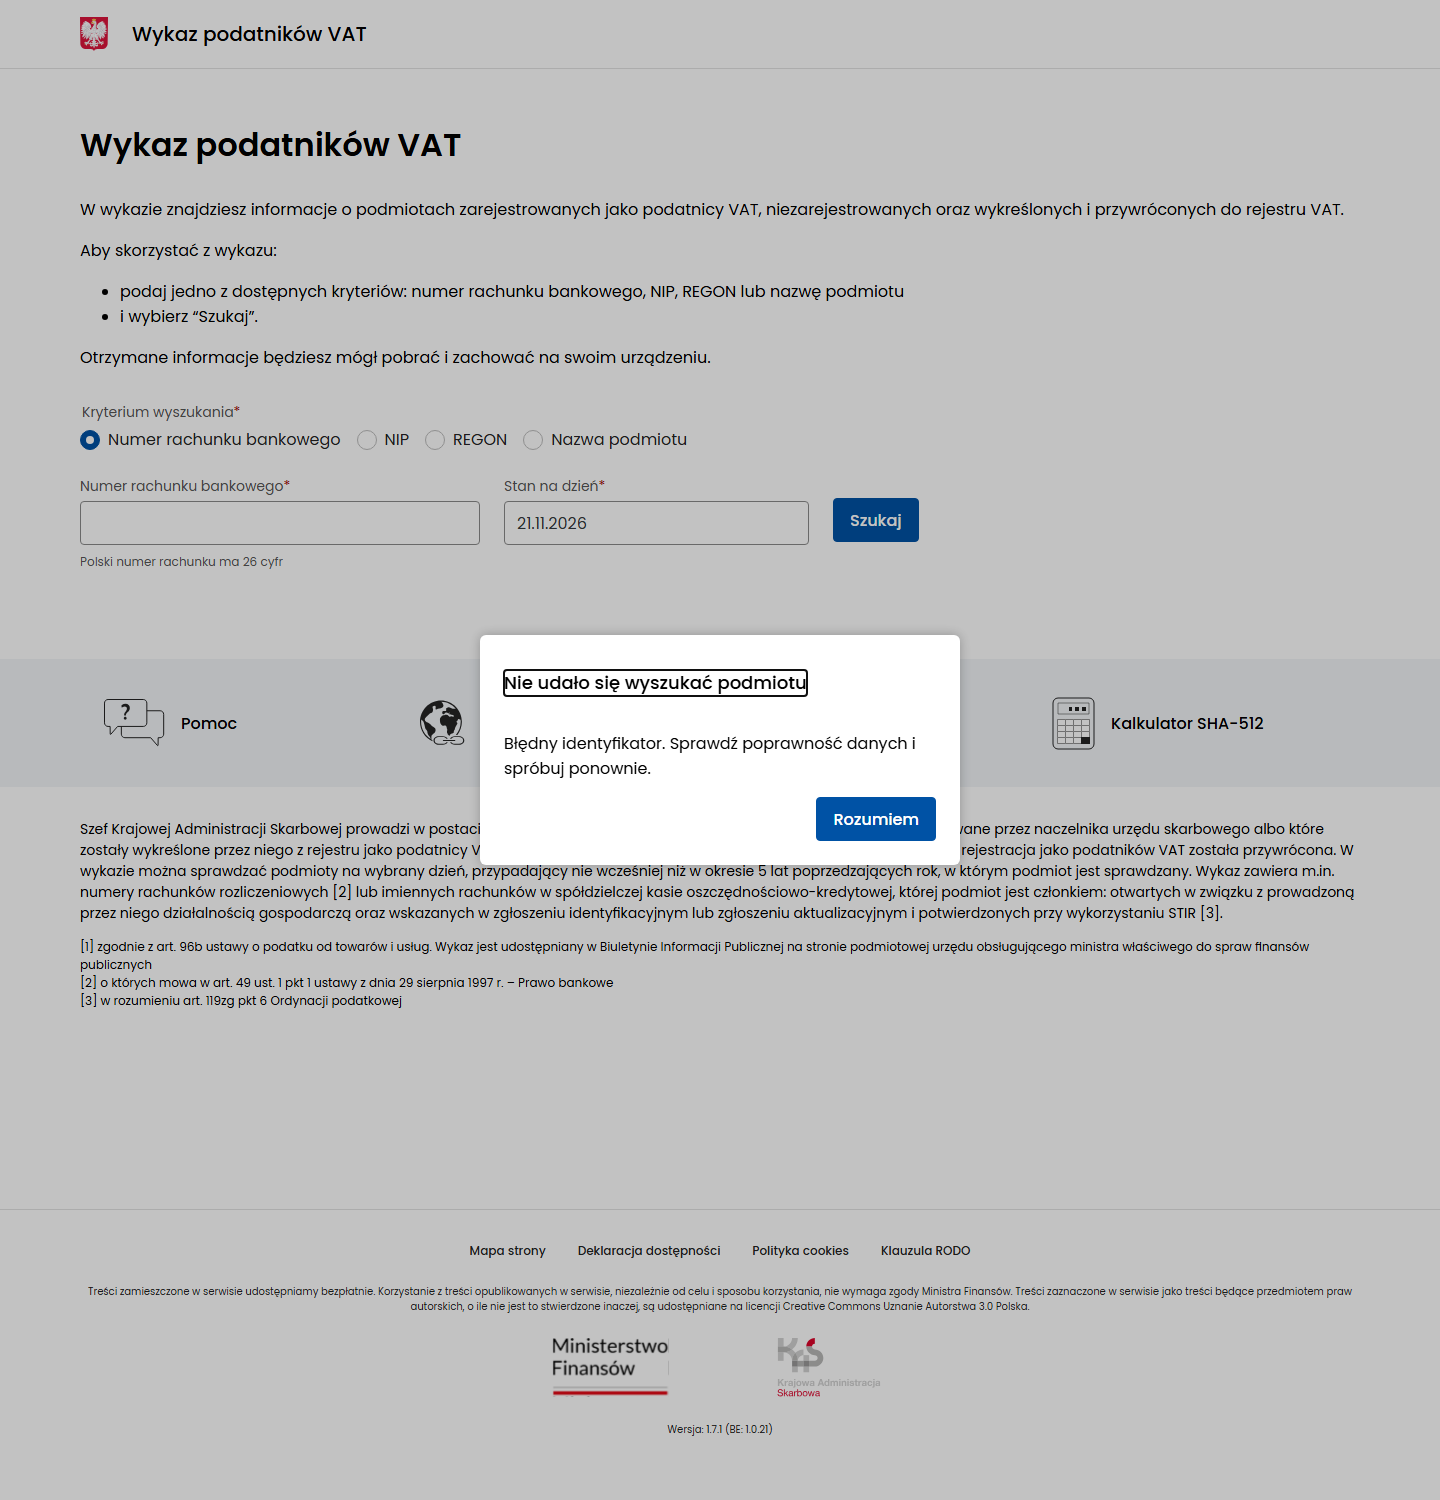 Wykaz podatników VAT
Wykaz podatników VAT
W wykazie znajdziesz informacje o podmiotach zarejestrowanych jako podatnicy VAT, niezarejestrowanych oraz wykreślonych i przywróconych do rejestru VAT.
Aby skorzystać z wykazu:
podaj jedno z dostępnych kryteriów: numer rachunku bankowego, NIP, REGON lub nazwę podmiotu
i wybierz “Szukaj”.
Otrzymane informacje będziesz mógł pobrać i zachować na swoim urządzeniu.
Kryterium wyszukania*
Numer rachunku bankowego NIP REGON Nazwa podmiotu
Numer rachunku bankowego* Stan na dzień*
21.11.2026 Szukaj
Polski numer rachunku ma 26 cyfr
Nie udało się wyszukać podmiotu
Błędny identyfikator. Sprawdź poprawność danych i
spróbuj ponownie.
Rozumiem
Pomoc Kalkulator SHA-512
Szef Krajowej Administracji Skarbowej prowadzi w postaci przez naczelnika urzędu skarbowego albo które
zostały wykreślone przez niego z rejestru jako podatnicy rejestracja jako podatników VAT została przywrócona. W
wykazie można sprawdzać podmioty na wybrany dzień, przypadający nie wcześniej niż w okresie 5 lat poprzedzających rok, w którym podmiot jest sprawdzany. Wykaz zawiera m.in.
numery rachunków rozliczeniowych [2] lub imiennych rachunków w spółdzielczej kasie oszczędnościowo-kredytowej, której podmiot jest członkiem: otwartych w związku z prowadzoną
przez niego działalnością gospodarczą oraz wskazanych w zgłoszeniu identyfikacyjnym lub zgłoszeniu aktualizacyjnym i potwierdzonych przy wykorzystaniu STIR [3].
[1] zgodnie z art. 96b ustawy o podatku od towarów i usług. Wykaz jest udostępniany w Biuletynie Informacji Publicznej na stronie podmiotowej urzędu obsługującego ministra właściwego do spraw finansów
publicznych
[2] o których mowa w art. 49 ust. 1 pkt 1 ustawy z dnia 29 sierpnia 1997 r. – Prawo bankowe
[3] w rozumieniu art. 119zg pkt 6 Ordynacji podatkowej
Mapa strony Deklaracja dostępności Polityka cookies Klauzula RODO
Treści zamieszczone w serwisie udostępniamy bezpłatnie. Korzystanie z treści opublikowanych w serwisie, niezależnie od celu i sposobu korzystania, nie wymaga zgody Ministra Finansów. Treści zaznaczone w serwisie jako treści będące przedmiotem praw
autorskich, o ile nie jest to stwierdzone inaczej, są udostępniane na licencji Creative Commons Uznanie Autorstwa 3.0 Polska.
Ministerstwo
Finansów
Krajowa Administracja
Skarbowa
Wersja: 1.7.1 (BE: 1.0.21)